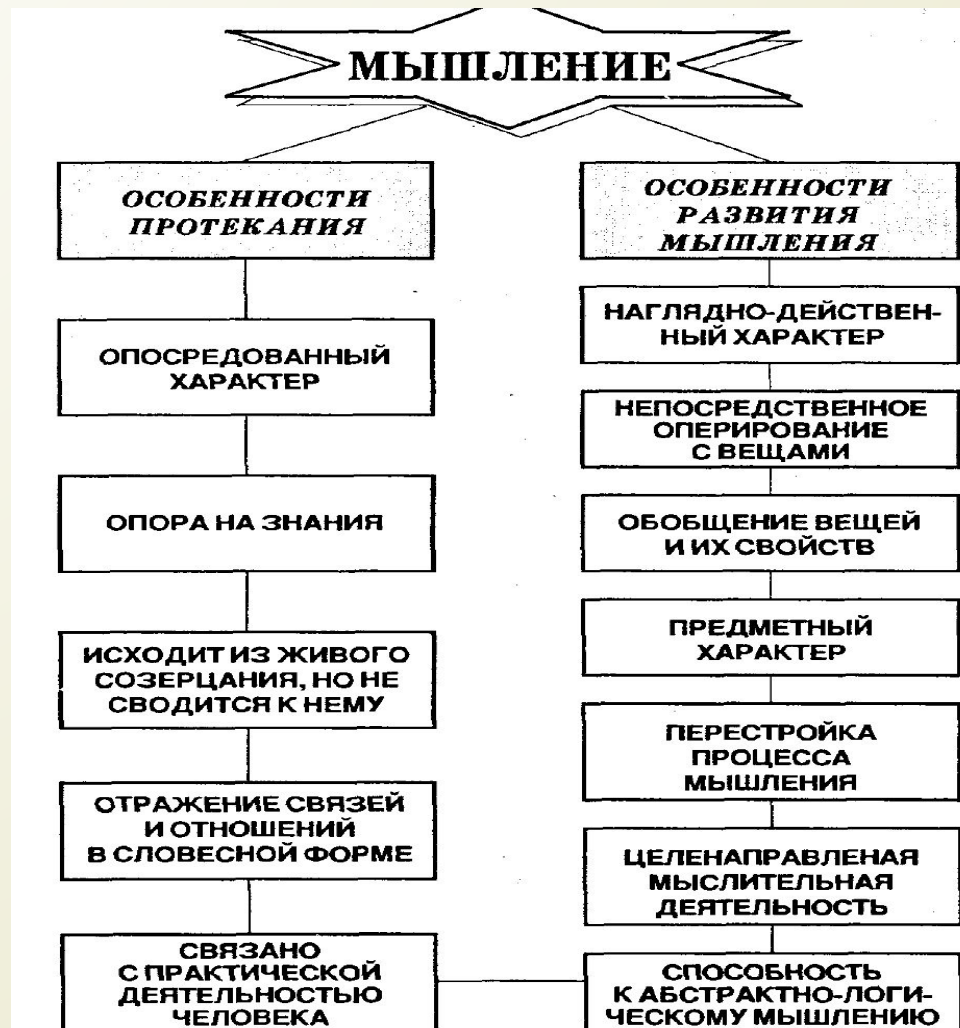 МЫШЛЕНИЕ
ОСОБЕННОСТИ
ПРОТЕКАНИЯ
ОПОСРЕДОВАННЫЙ
ХАРАКТЕР
ОПОРА НА ЗНАНИЯ
ИСХОДИТ ИЗ ЖИВОГО
СОЗЕРЦАНИЯ, НО НЕ
СВОДИТСЯ К НЕМУ
ОТРАЖЕНИЕ СВЯЗЕЙ
И ОТНОШЕНИЙ
В СЛОВЕСНОЙ ФОРМЕ
СВЯЗАНО
С ПРАКТИЧЕСКОЙ
ДЕЯТЕЛЬНОСТЬЮ
ЧЕЛОВЕКА
ОСОБЕННОСТИ
РАЗВИТИЯ
МЫШЛЕНИЯ
НАГЛЯДНО-ДЕЙСТВЕН-
НЫЙ ХАРАКТЕР
НЕПОСРЕДСТВЕННОЕ
ОПЕРИРОВАНИЕ
С ВЕЩАМИ
ОБОБЩЕНИЕ ВЕЩЕЙ
И ИХ СВОЙСТВ
ПРЕДМЕТНЫЙ
ХАРАКТЕР
ПЕРЕСТРОЙКА
ПРОЦЕССА
МЫШЛЕНИЯ
ЦЕЛЕНАПРАВЛЕНАЯ
МЫСЛИТЕЛЬНАЯ
ДЕЯТЕЛЬНОСТЬ
СПОСОБНОСТЬ
К АБСТРАКТНО-ЛОГИ-
ЧЕСКОМУ МЫШЛЕНИЮ